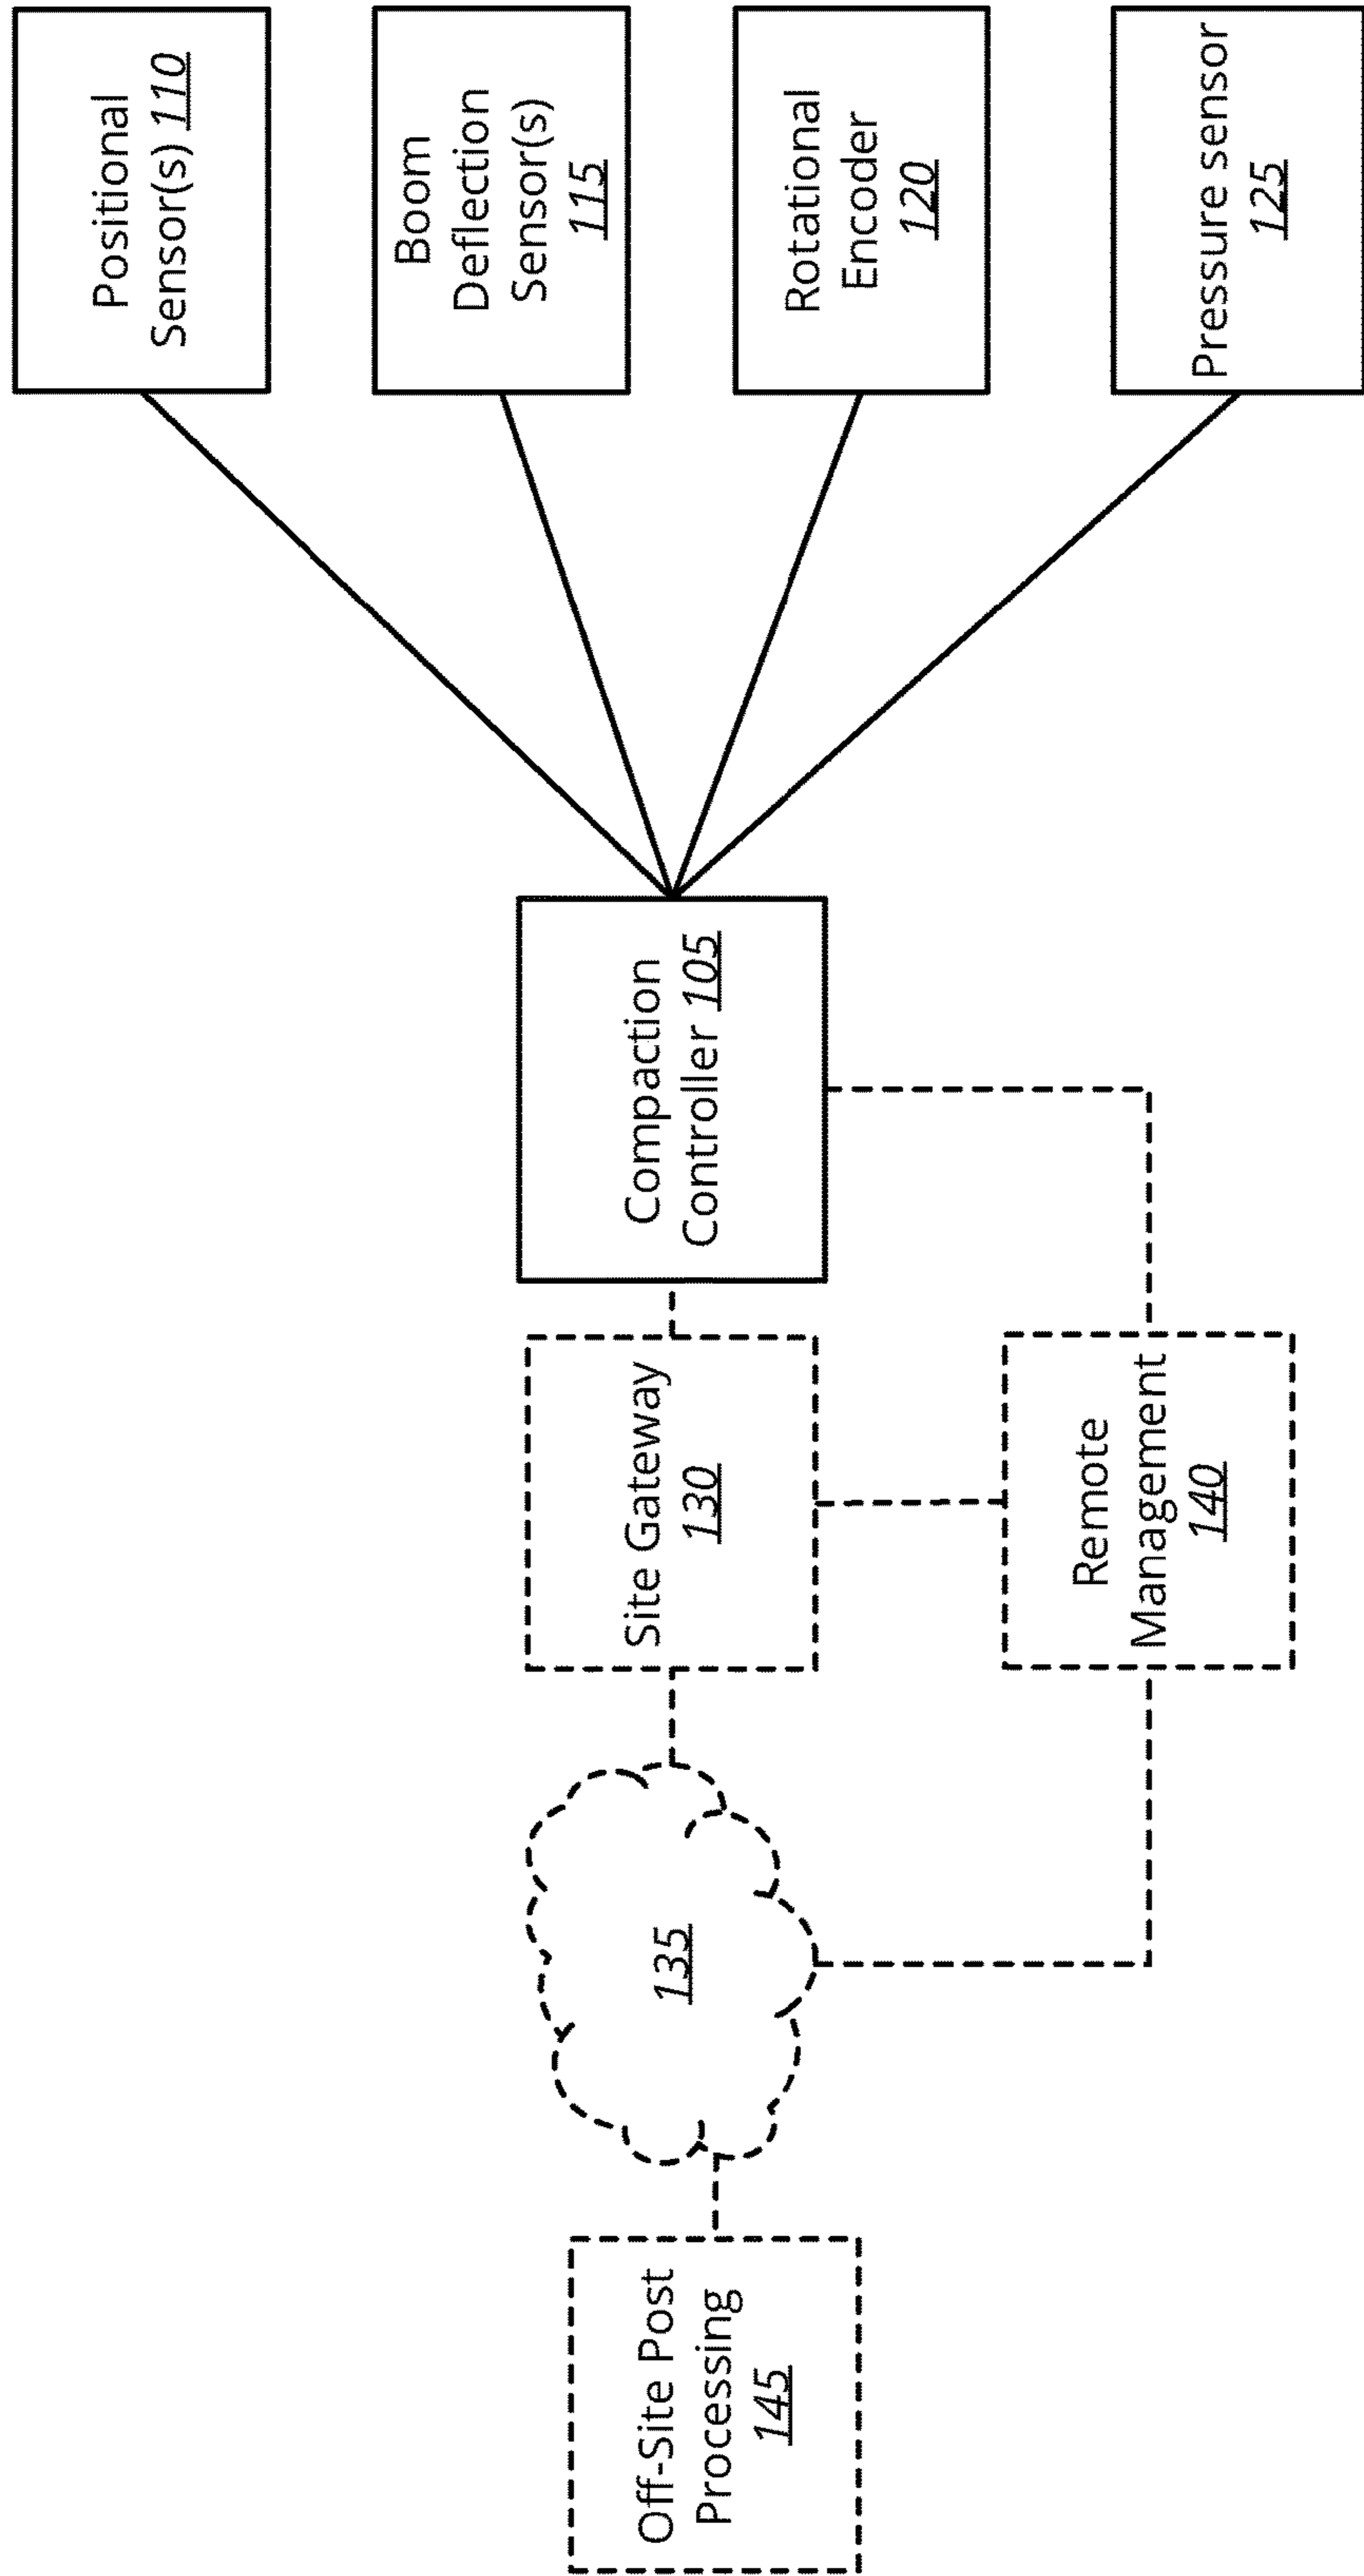 Off-Site Post
Processing
145
135
Site Gateway
130
Remote
Management
140
Compaction
Controller 105
Positional
Sensor(s) 110
Boom
Deflection
Sensor(s)
115
Rotational
Encoder
120
Pressure sensor
125